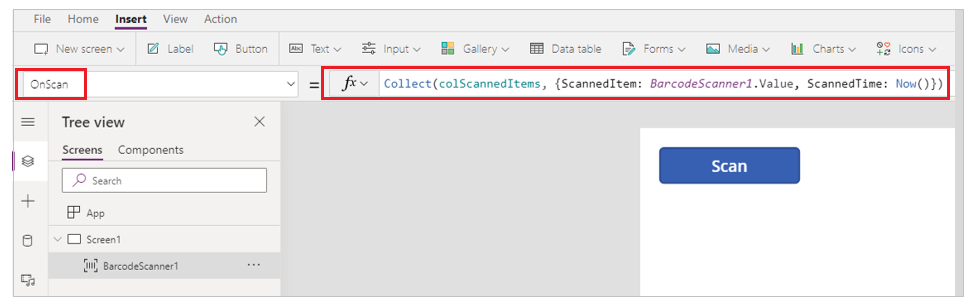 File Home Insert View Action
New screen Label Button Text Input Gallery Data table Forms Media Charts Icons
OnScan = fx Collect(colScannedItems, {ScannedItem: BarcodeScanner1.Value, ScannedTime: Now()})
Tree view
Screens Components
Search
App
Screen1
BarcodeScanner1 ...
Scan